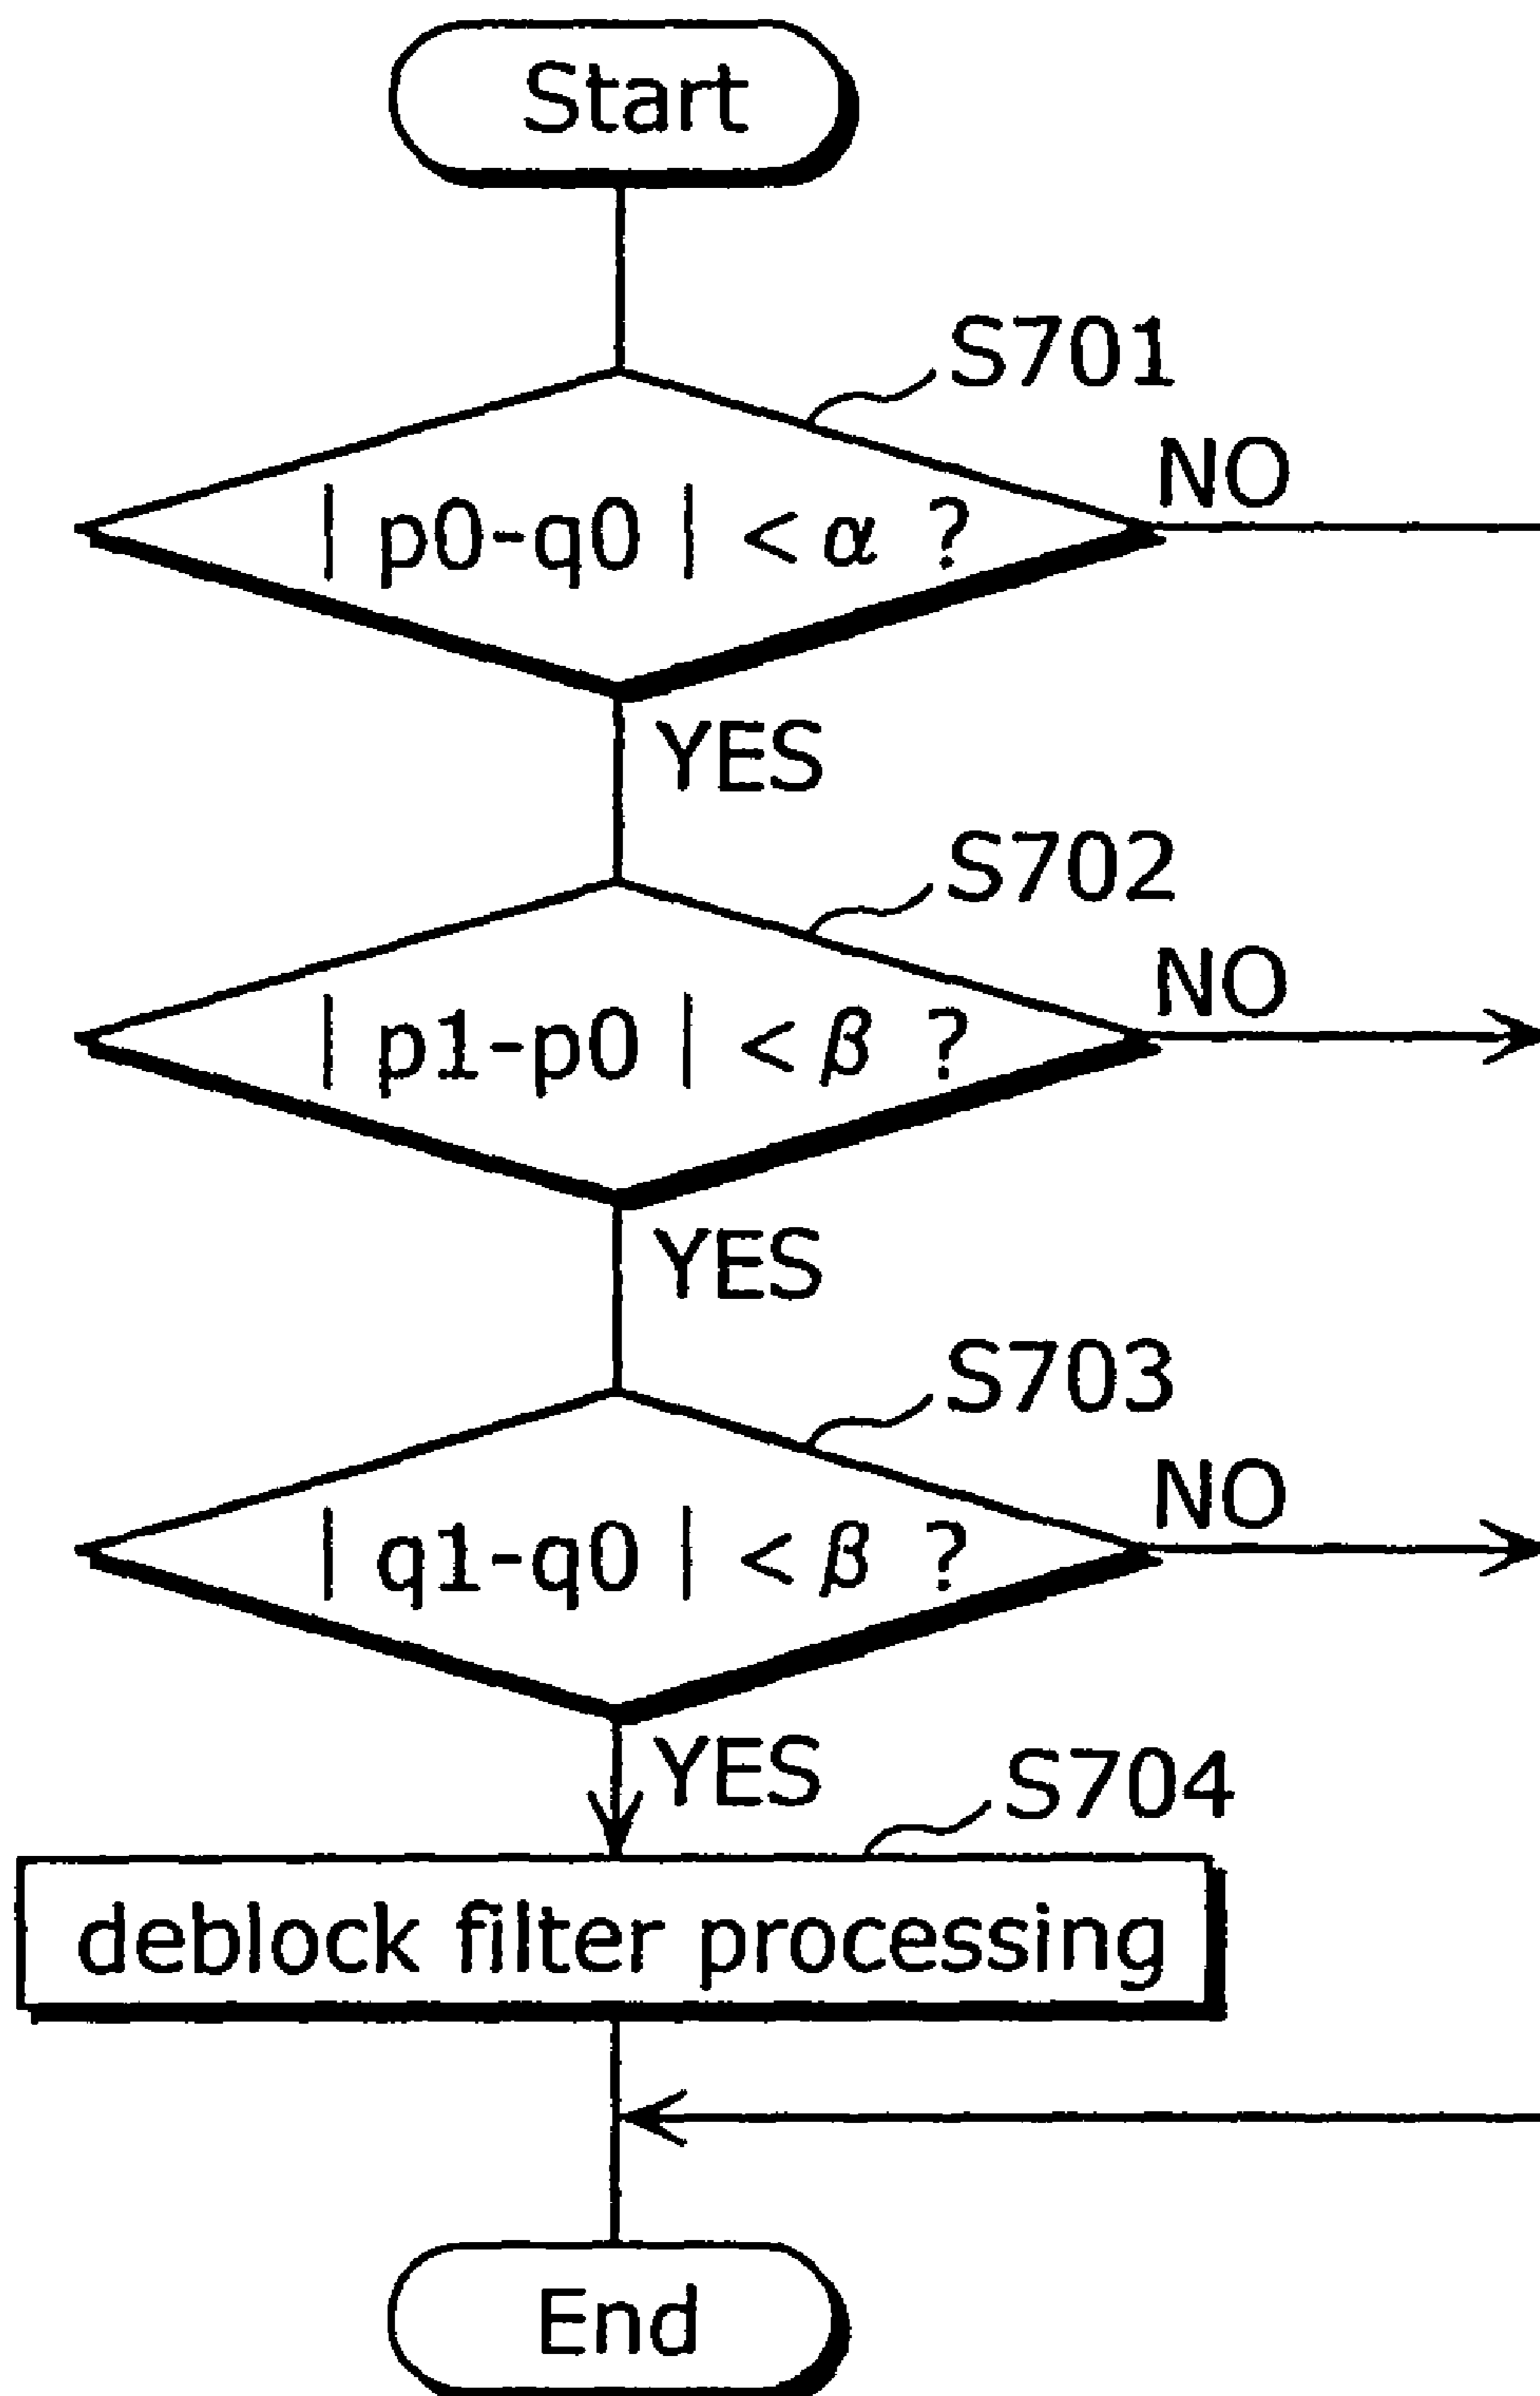 Start
S701
NO
| p0-q0 | < α ?
YES
S702
NO
| p1-p0 | < β ?
YES
S703
NO
| q1-q0 | < β ?
YES
S704
deblock filter processing
End